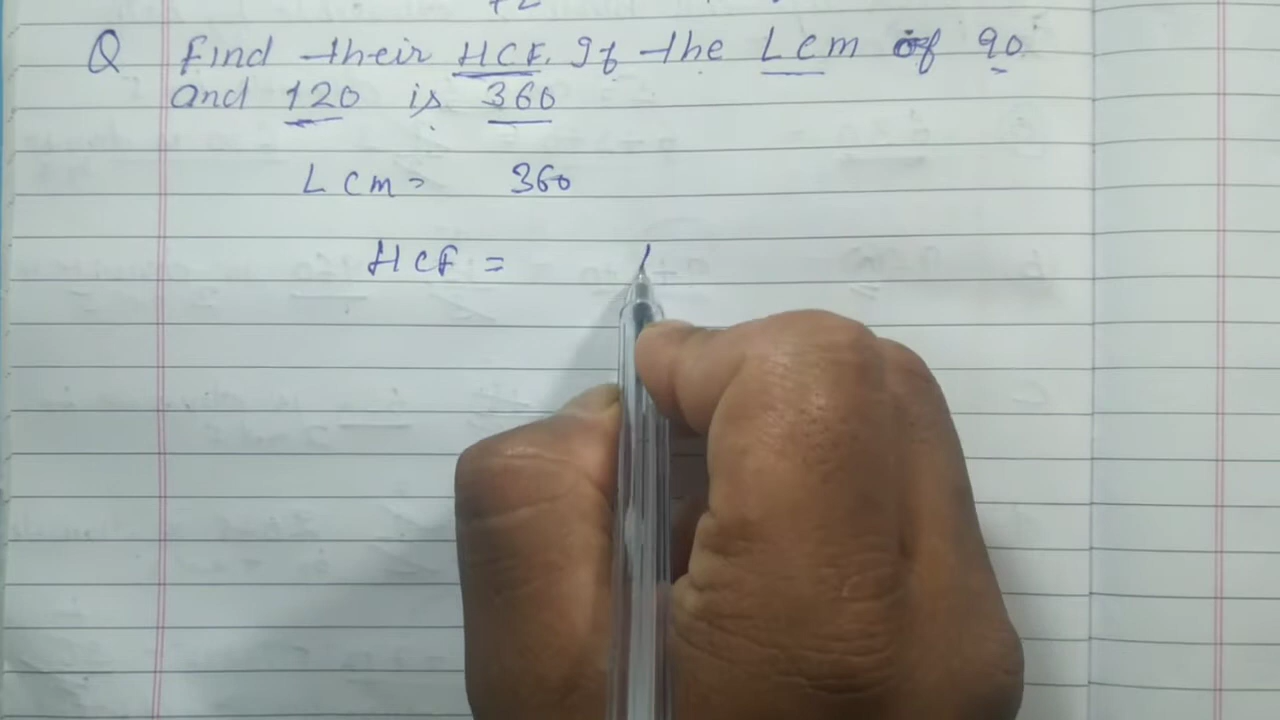 Q Find their HCF. If the LCM of 90
and 120 is 360
LCM = 360
HCF =